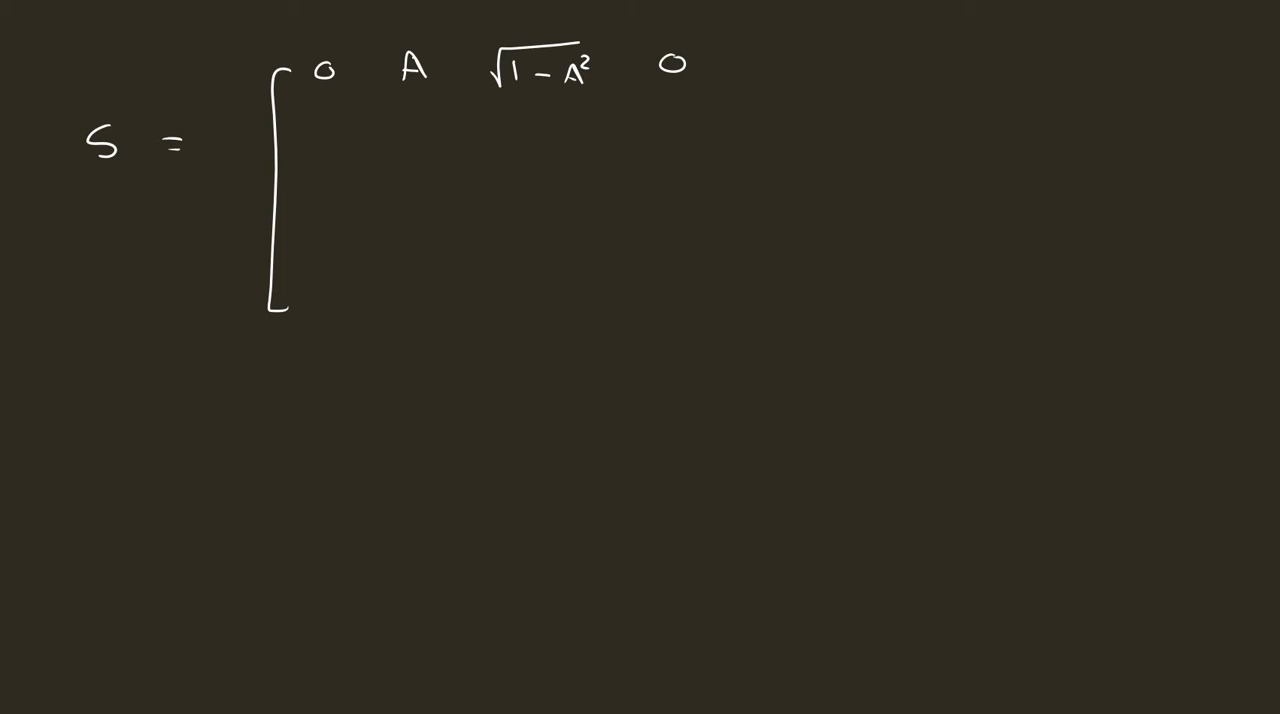 0 A √1 - A²‾ 0
S = [